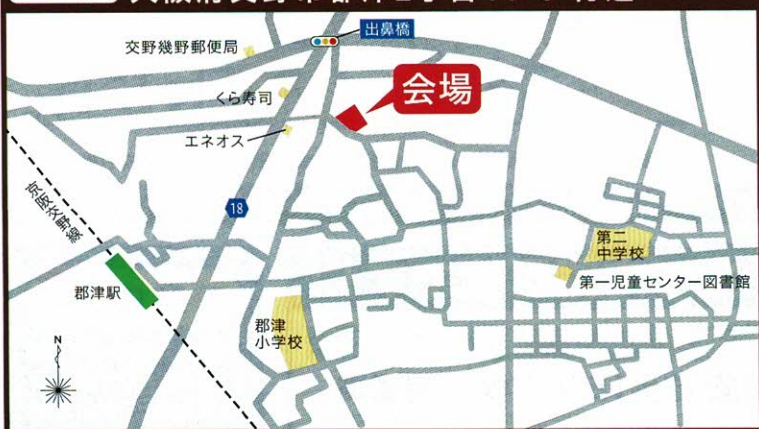 出鼻橋
交野幾野郵便局
くら寿司
会場
エネオス
京阪交野線
18
第二
中学校
第一児童センター図書館
郡津駅
郡津
小学校
N